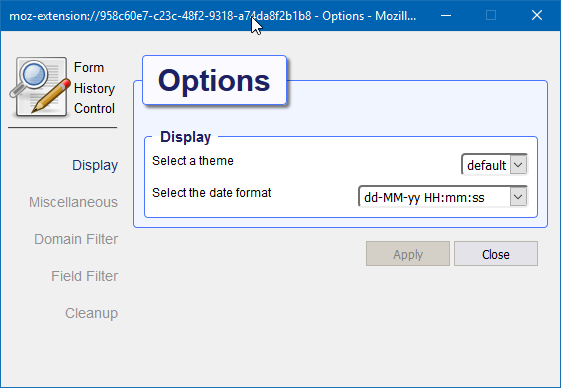 moz-extension://958c60e7-c23c-48f2-9318-a74da8f2b1b8 - Options - Mozill...
Form
History
Control
Display
Miscellaneous
Domain Filter
Field Filter
Cleanup
Options
Display
Select a theme
default
Select the date format
dd-MM-yy HH:mm:ss
Apply
Close